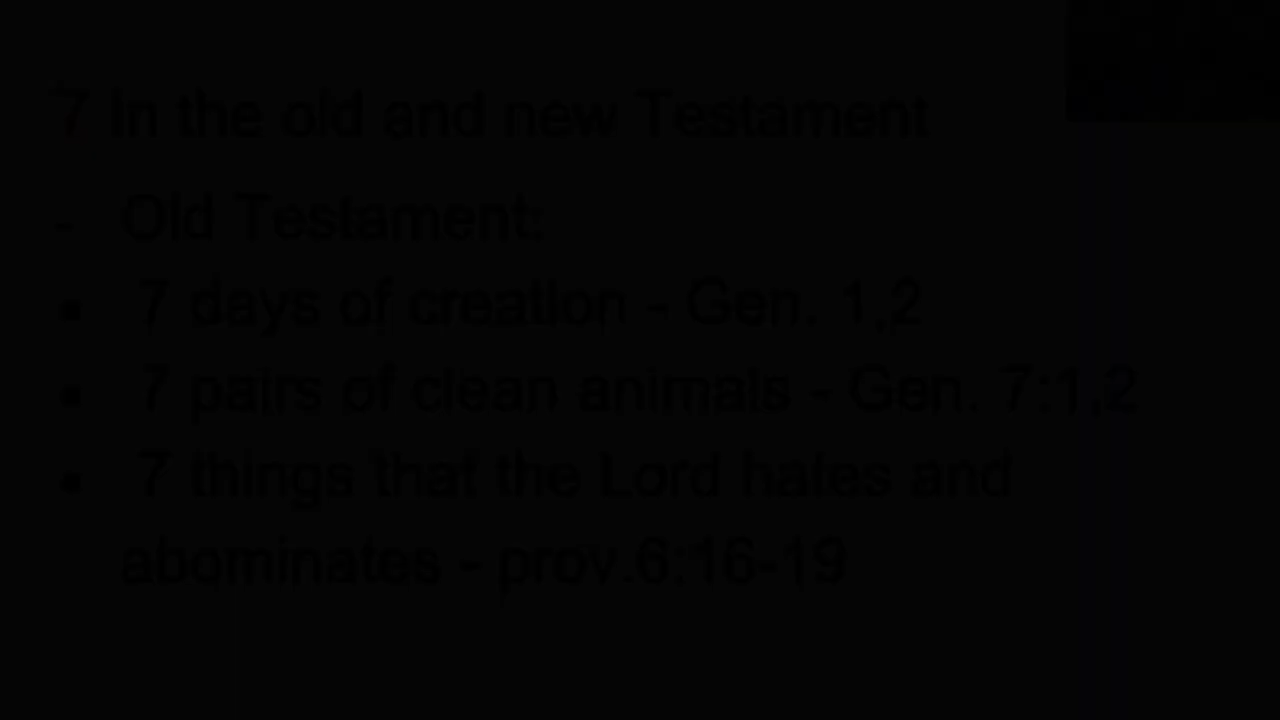 7 In the old and new Testament
- Old Testament:
▪ 7 days of creation - Gen. 1,2
▪ 7 pairs of clean animals - Gen. 7:1,2
▪ 7 things that the Lord hates and
abominates - prov.6:16-19